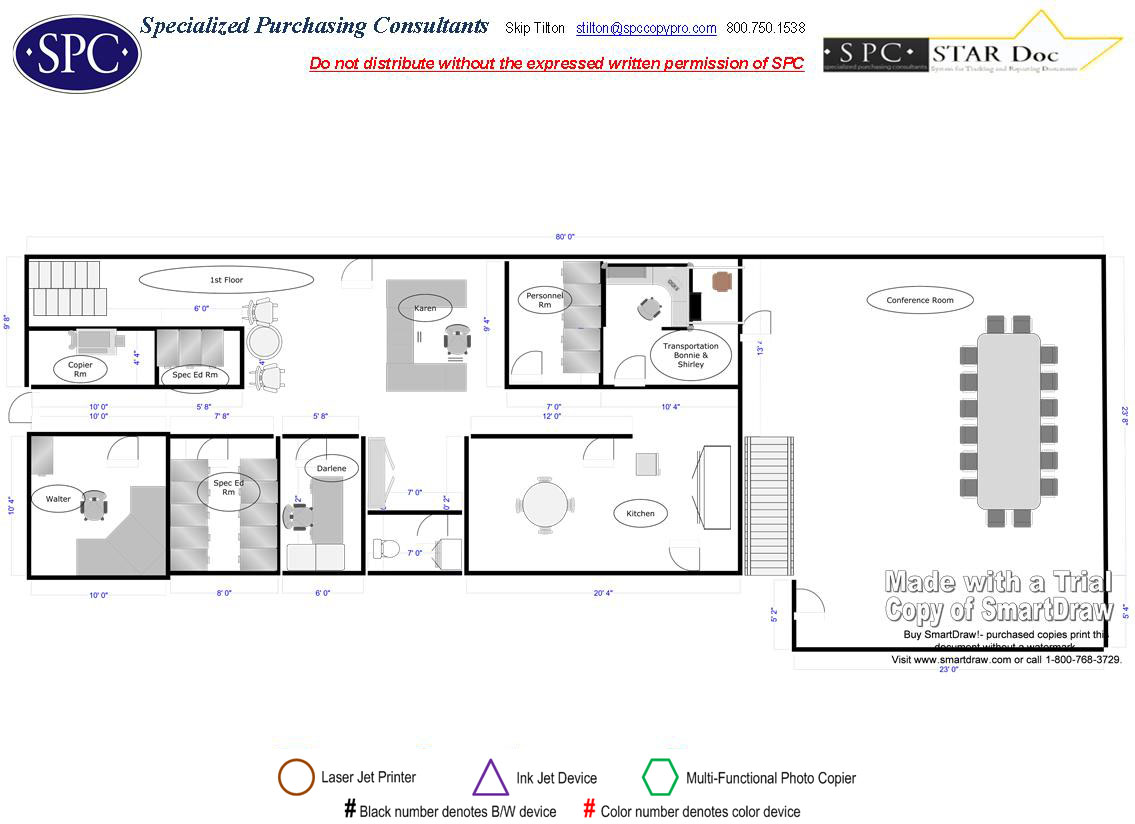 SPC
Specialized Purchasing Consultants Skip Tilton stilton@spccopypro.com 800.750.1538
Do not distribute without the expressed written permission of SPC
SPC STAR Doc
specialized purchasing consultants System for Tracking and Reporting Documents
80' 0"
1st Floor
6' 0"
9' 8"
Copier
Rm
4' 4"
Spec Ed Rm
4'
Karen
9' 4"
Personnel
Rm
Transportation
Bonnie &
Shirley
13'
Conference Room
23' 8"
10' 0"
5' 8"
7' 0"
10' 4"
10' 0"
7' 8"
5' 8"
12' 0"
10' 4"
Walter
Spec Ed
Rm
Darlene
7' 0"
7' 0"
Kitchen
10' 0"
8' 0"
6' 0"
20' 4"
5' 2"
5' 4"
23' 0"
Made with a Trial
Copy of SmartDraw
Buy SmartDraw!- purchased copies print this
document without a watermark.
Visit www.smartdraw.com or call 1-800-768-3729.
Laser Jet Printer Ink Jet Device Multi-Functional Photo Copier
# Black number denotes B/W device # Color number denotes color device